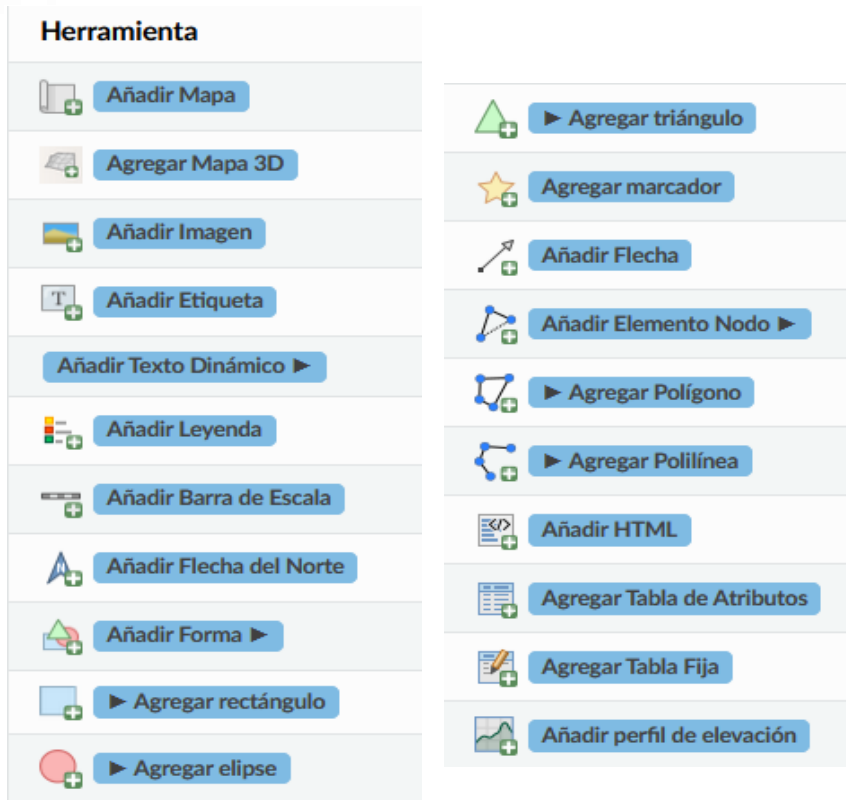 Herramienta
Añadir Mapa
Agregar Mapa 3D
Añadir Imagen
T Añadir Etiqueta
Añadir Texto Dinámico ►
Añadir Leyenda
Añadir Barra de Escala
N Añadir Flecha del Norte
Añadir Forma ►
► Agregar rectángulo
► Agregar elipse
► Agregar triángulo
Agregar marcador
Añadir Flecha
Añadir Elemento Nodo ►
► Agregar Polígono
► Agregar Polilínea
</> Añadir HTML
Agregar Tabla de Atributos
Agregar Tabla Fija
Añadir perfil de elevación